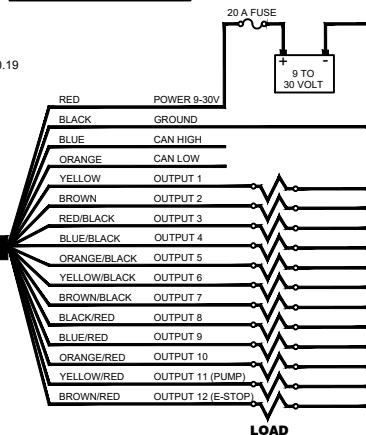 20 A FUSE
+ -
9 TO
30 VOLT
.19
RED POWER 9-30V
BLACK GROUND
BLUE CAN HIGH
ORANGE CAN LOW
YELLOW OUTPUT 1
BROWN OUTPUT 2
RED/BLACK OUTPUT 3
BLUE/BLACK OUTPUT 4
ORANGE/BLACK OUTPUT 5
YELLOW/BLACK OUTPUT 6
BROWN/BLACK OUTPUT 7
BLACK/RED OUTPUT 8
BLUE/RED OUTPUT 9
ORANGE/RED OUTPUT 10
YELLOW/RED OUTPUT 11 (PUMP)
BROWN/RED OUTPUT 12 (E-STOP)
LOAD